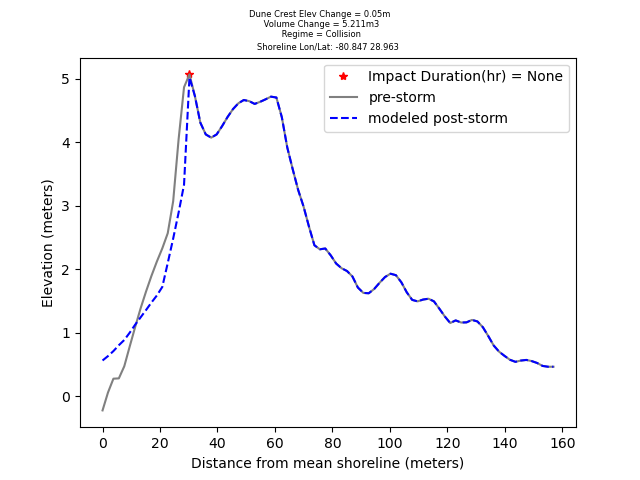 Dune Crest Elev Change = 0.05m
Volume Change = 5.211m3
Regime = Collision
Shoreline Lon/Lat: -80.847 28.963
Impact Duration(hr) = None
pre-storm
modeled post-storm
5
4
3
2
1
0
Elevation (meters)
0 20 40 60 80 100 120 140 160
Distance from mean shoreline (meters)